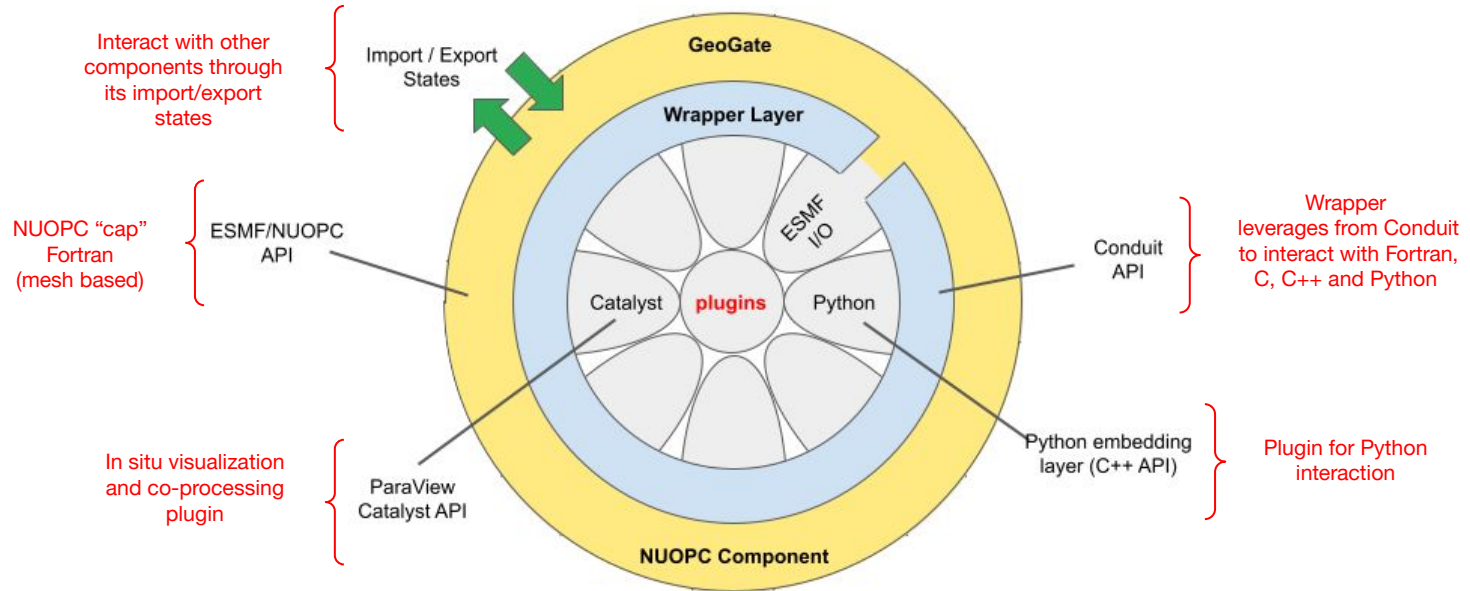 GeoGate
Interact with other
components through
its import/export
states
Import / Export
States
Wrapper Layer
ESMF
I/O
NUOPC “cap”
Fortran
(mesh based)
ESMF/NUOPC
API
Catalyst
plugins
Python
Conduit
API
Wrapper
leverages from Conduit
to interact with Fortran,
C, C++ and Python
In situ visualization
and co-processing
plugin
ParaView
Catalyst API
Python embedding
layer (C++ API)
Plugin for Python
interaction
NUOPC Component